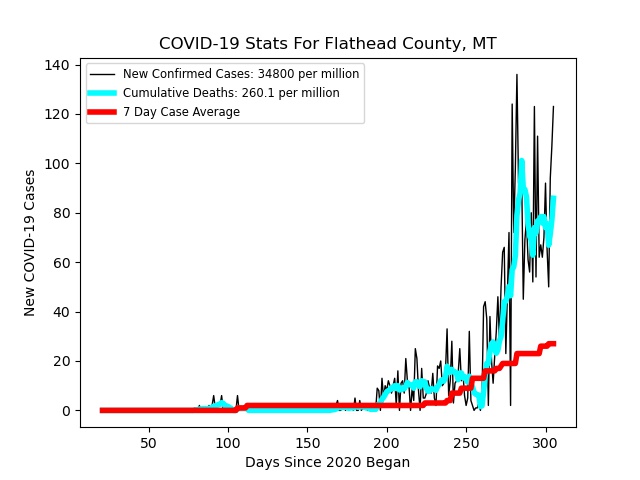 COVID-19 Stats For Flathead County, MT
New Confirmed Cases: 34800 per million
Cumulative Deaths: 260.1 per million
7 Day Case Average
140
120
100
80
60
40
20
0
New COVID-19 Cases
50 100 150 200 250 300
Days Since 2020 Began